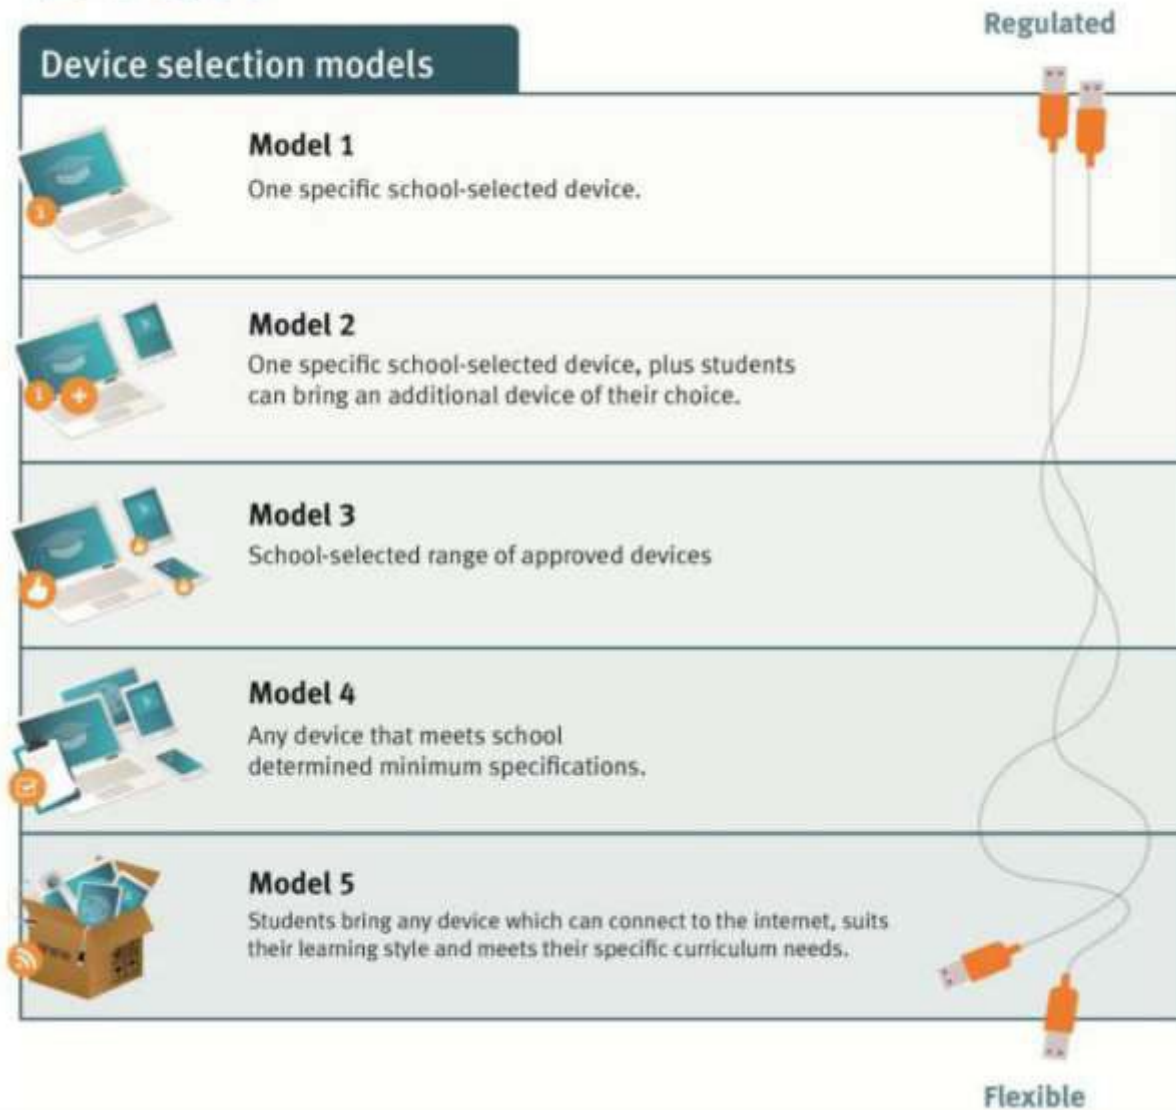 Regulated
Device selection models
Model 1
One specific school-selected device.
Model 2
One specific school-selected device, plus students
can bring an additional device of their choice.
Model 3
School-selected range of approved devices
Model 4
Any device that meets school
determined minimum specifications.
Model 5
Students bring any device which can connect to the internet, suits
their learning style and meets their specific curriculum needs.
Flexible